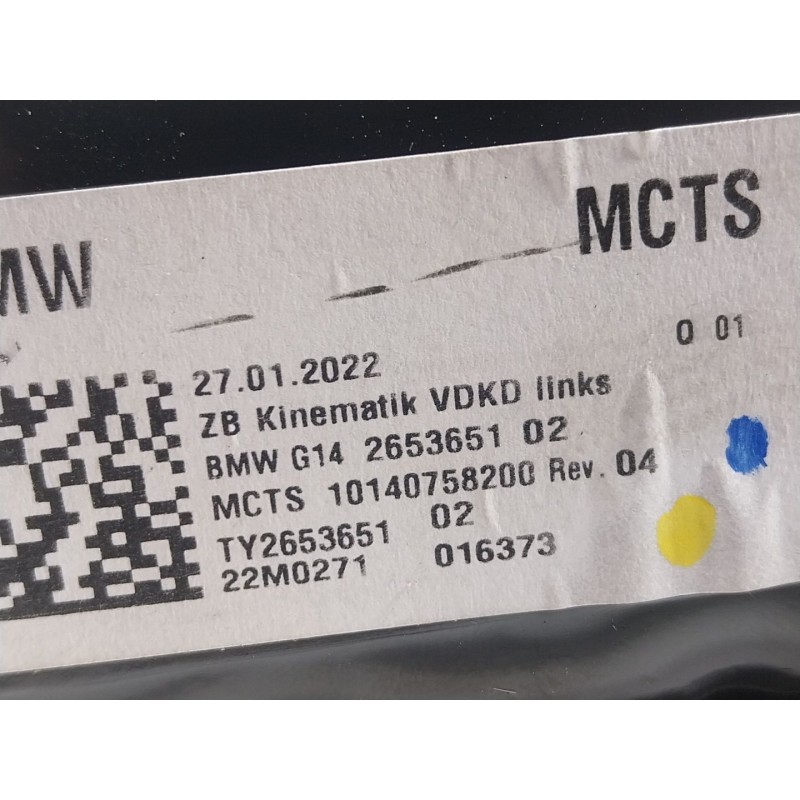 MW
MCTS
Q 01
27.01.2022
ZB Kinematik VDKD links
BMW G14 2653651 02
MCTS 10140758200 Rev. 04
TY2653651 02
22M0271 016373